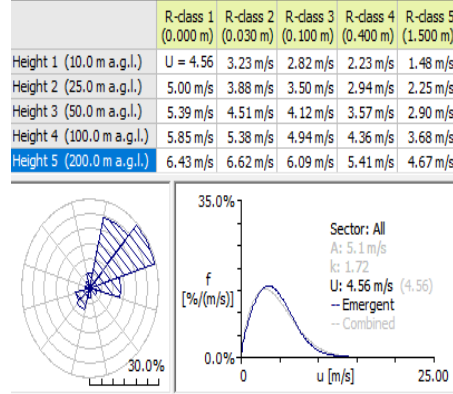 R-class 1 R-class 2 R-class 3 R-class 4 R-class 5
(0.000 m) (0.030 m) (0.100 m) (0.400 m) (1.500 m)
Height 1 (10.0 m a.g.l.) U = 4.56 3.23 m/s 2.82 m/s 2.23 m/s 1.48 m/s
Height 2 (25.0 m a.g.l.) 5.00 m/s 3.88 m/s 3.50 m/s 2.94 m/s 2.25 m/s
Height 3 (50.0 m a.g.l.) 5.39 m/s 4.51 m/s 4.12 m/s 3.57 m/s 2.90 m/s
Height 4 (100.0 m a.g.l.) 5.85 m/s 5.38 m/s 4.94 m/s 4.36 m/s 3.68 m/s
Height 5 (200.0 m a.g.l.) 6.43 m/s 6.62 m/s 6.09 m/s 5.41 m/s 4.67 m/s
30.0%
35.0%
Sector: All
A: 5.1 m/s
k: 1.72
U: 4.56 m/s (4.56)
-- Emergent
-- Combined
f
[%/(m/s)]
0.0%
0 u [m/s] 25.00